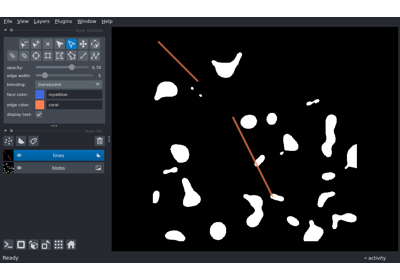 File View Layers Plugins Window Help
opacity: 0.70
edge width: 5
blending: translucent
face color: royalblue
edge color: coral
display text:
lines
blobs
Ready
activity